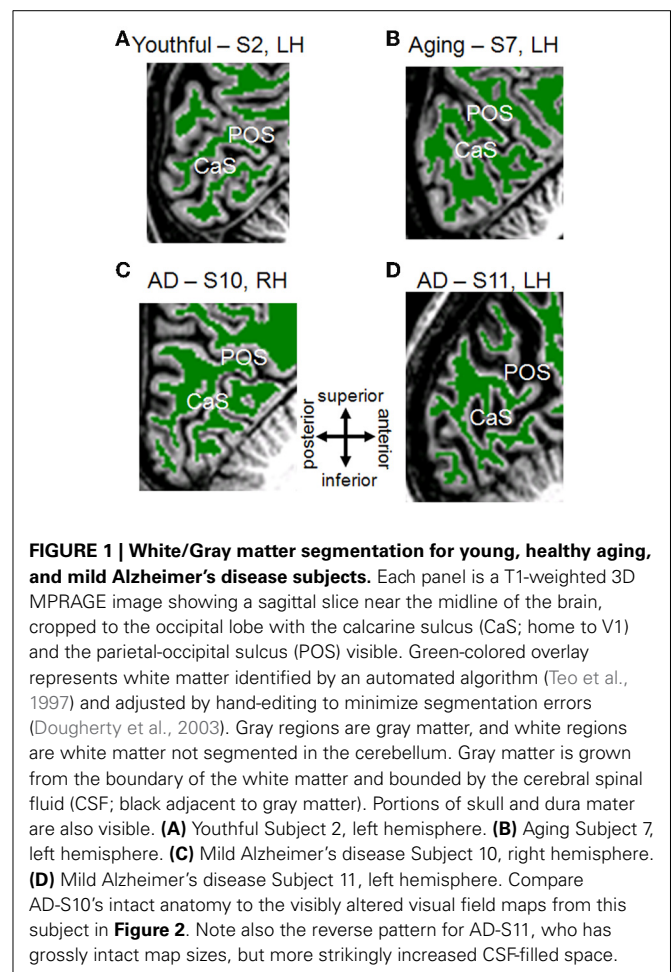 A Youthful – S2, LH
B Aging – S7, LH
POS
CaS
POS
CaS
C AD – S10, RH
D AD – S11, LH
POS
CaS
superior
posterior
anterior
inferior
POS
CaS
FIGURE 1 | White/Gray matter segmentation for young, healthy aging,
and mild Alzheimer's disease subjects. Each panel is a T1-weighted 3D
MPRAGE image showing a sagittal slice near the midline of the brain,
cropped to the occipital lobe with the calcarine sulcus (CaS; home to V1)
and the parietal-occipital sulcus (POS) visible. Green-colored overlay
represents white matter identified by an automated algorithm (Teo et al.,
1997) and adjusted by hand-editing to minimize segmentation errors
(Dougherty et al., 2003). Gray regions are gray matter, and white regions
are white matter not segmented in the cerebellum. Gray matter is grown
from the boundary of the white matter and bounded by the cerebral spinal
fluid (CSF; black adjacent to gray matter). Portions of skull and dura mater
are also visible. (A) Youthful Subject 2, left hemisphere. (B) Aging Subject 7,
left hemisphere. (C) Mild Alzheimer's disease Subject 10, right hemisphere.
(D) Mild Alzheimer's disease Subject 11, left hemisphere. Compare
AD-S10's intact anatomy to the visibly altered visual field maps from this
subject in Figure 2. Note also the reverse pattern for AD-S11, who has
grossly intact map sizes, but more strikingly increased CSF-filled space.